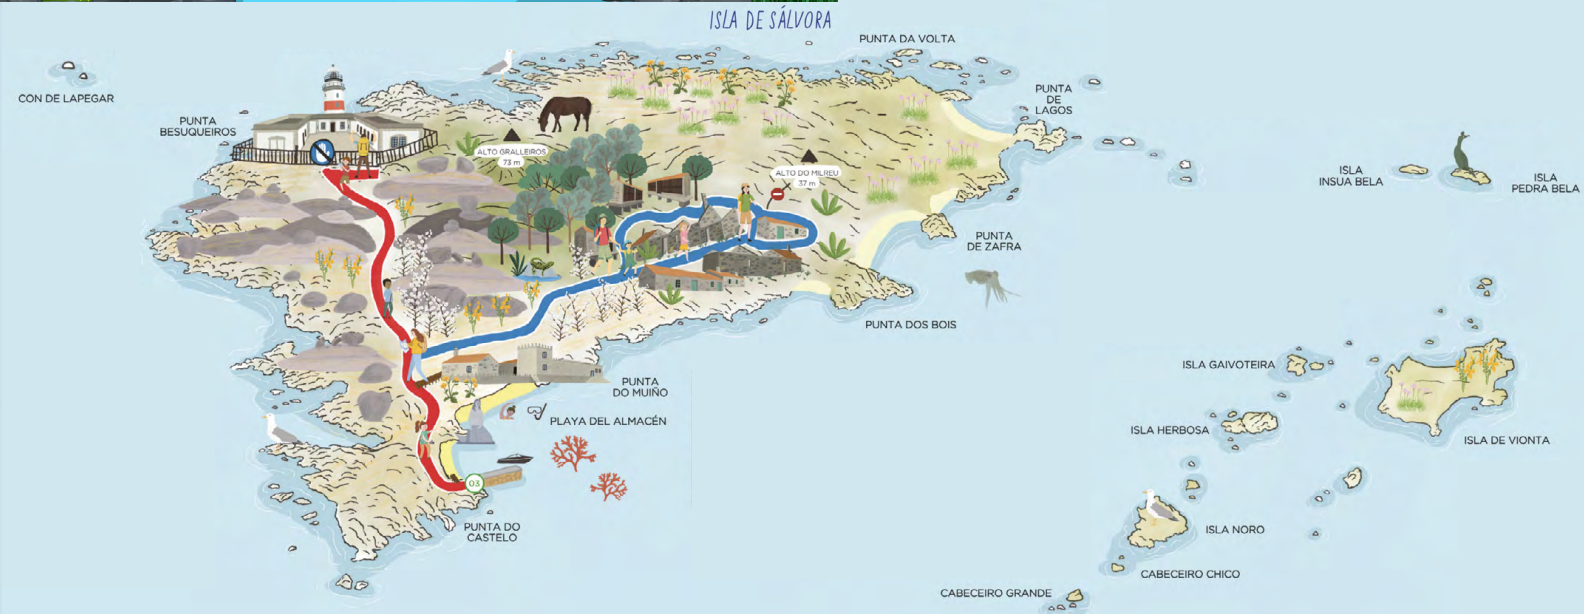 ISLA DE SÁLVORA
PUNTA DA VOLTA
CON DE LAPEGAR
PUNTA
BESUQUEIROS
PUNTA
DE
LAGOS
ALTO GRALLEIROS
73 m
ALTO DO MILREU
37 m
ISLA
INSUA BELA
ISLA
PEDRA BELA
PUNTA
DE ZAFRA
PUNTA DOS BOIS
ISLA GAIVOTEIRA
PUNTA
DO MUIÑO
PLAYA DEL ALMACÉN
ISLA HERBOSA
ISLA DE VIONTA
03
PUNTA DO
CASTELO
ISLA NORO
CABECEIRO CHICO
CABECEIRO GRANDE